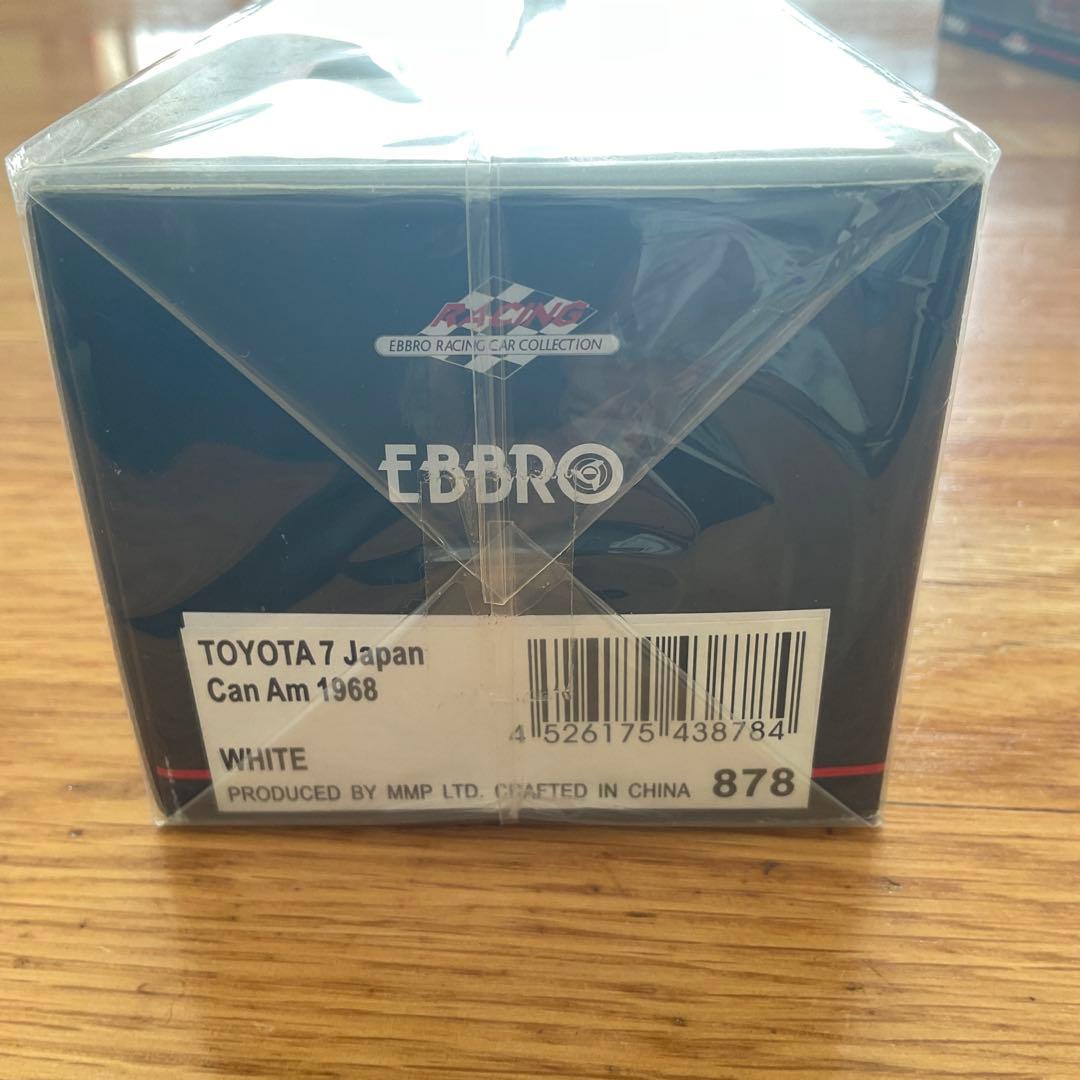 RACING
EBBRO RACING CAR COLLECTION
EBBRO
TOYOTA 7 Japan
Can Am 1968
WHITE
4 526175 438784
PRODUCED BY MMP LTD. CRAFTED IN CHINA 878